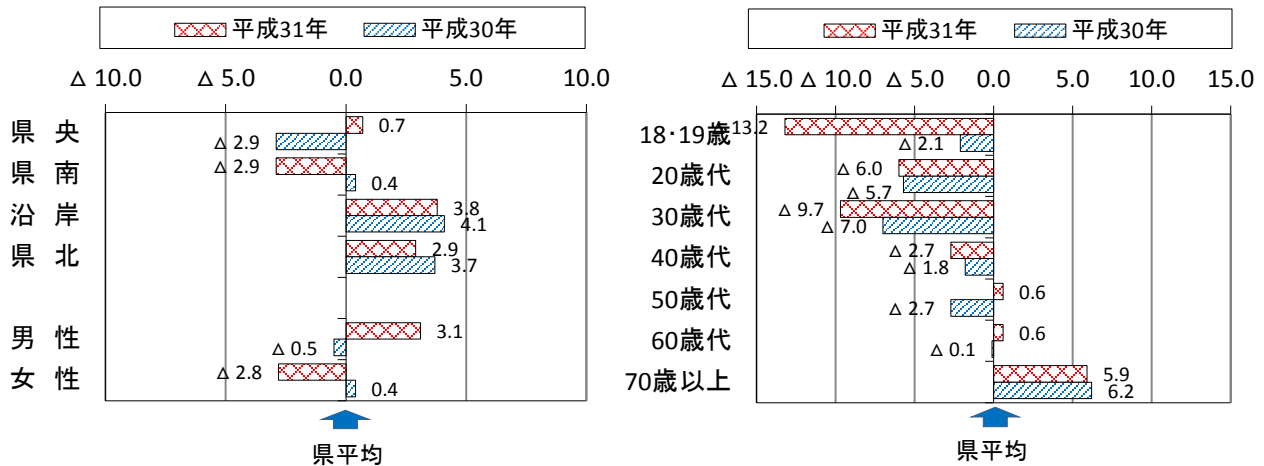 平成31年 平成30年
△ 10.0 △ 5.0 0.0 5.0 10.0
県 央 0.7
△ 2.9
県 南 △ 2.9
0.4
沿 岸 3.8
4.1
県 北 2.9
3.7
男 性 3.1
△ 0.5
女 性 △ 2.8
0.4
県平均
平成31年 平成30年
△ 15.0 △ 10.0 △ 5.0 0.0 5.0 10.0 15.0
18・19歳 △ 13.2
△ 2.1
20歳代 △ 6.0
△ 5.7
30歳代 △ 9.7
△ 7.0
40歳代 △ 2.7
△ 1.8
50歳代 0.6
△ 2.7
60歳代 0.6
△ 0.1
70歳以上 5.9
6.2
県平均